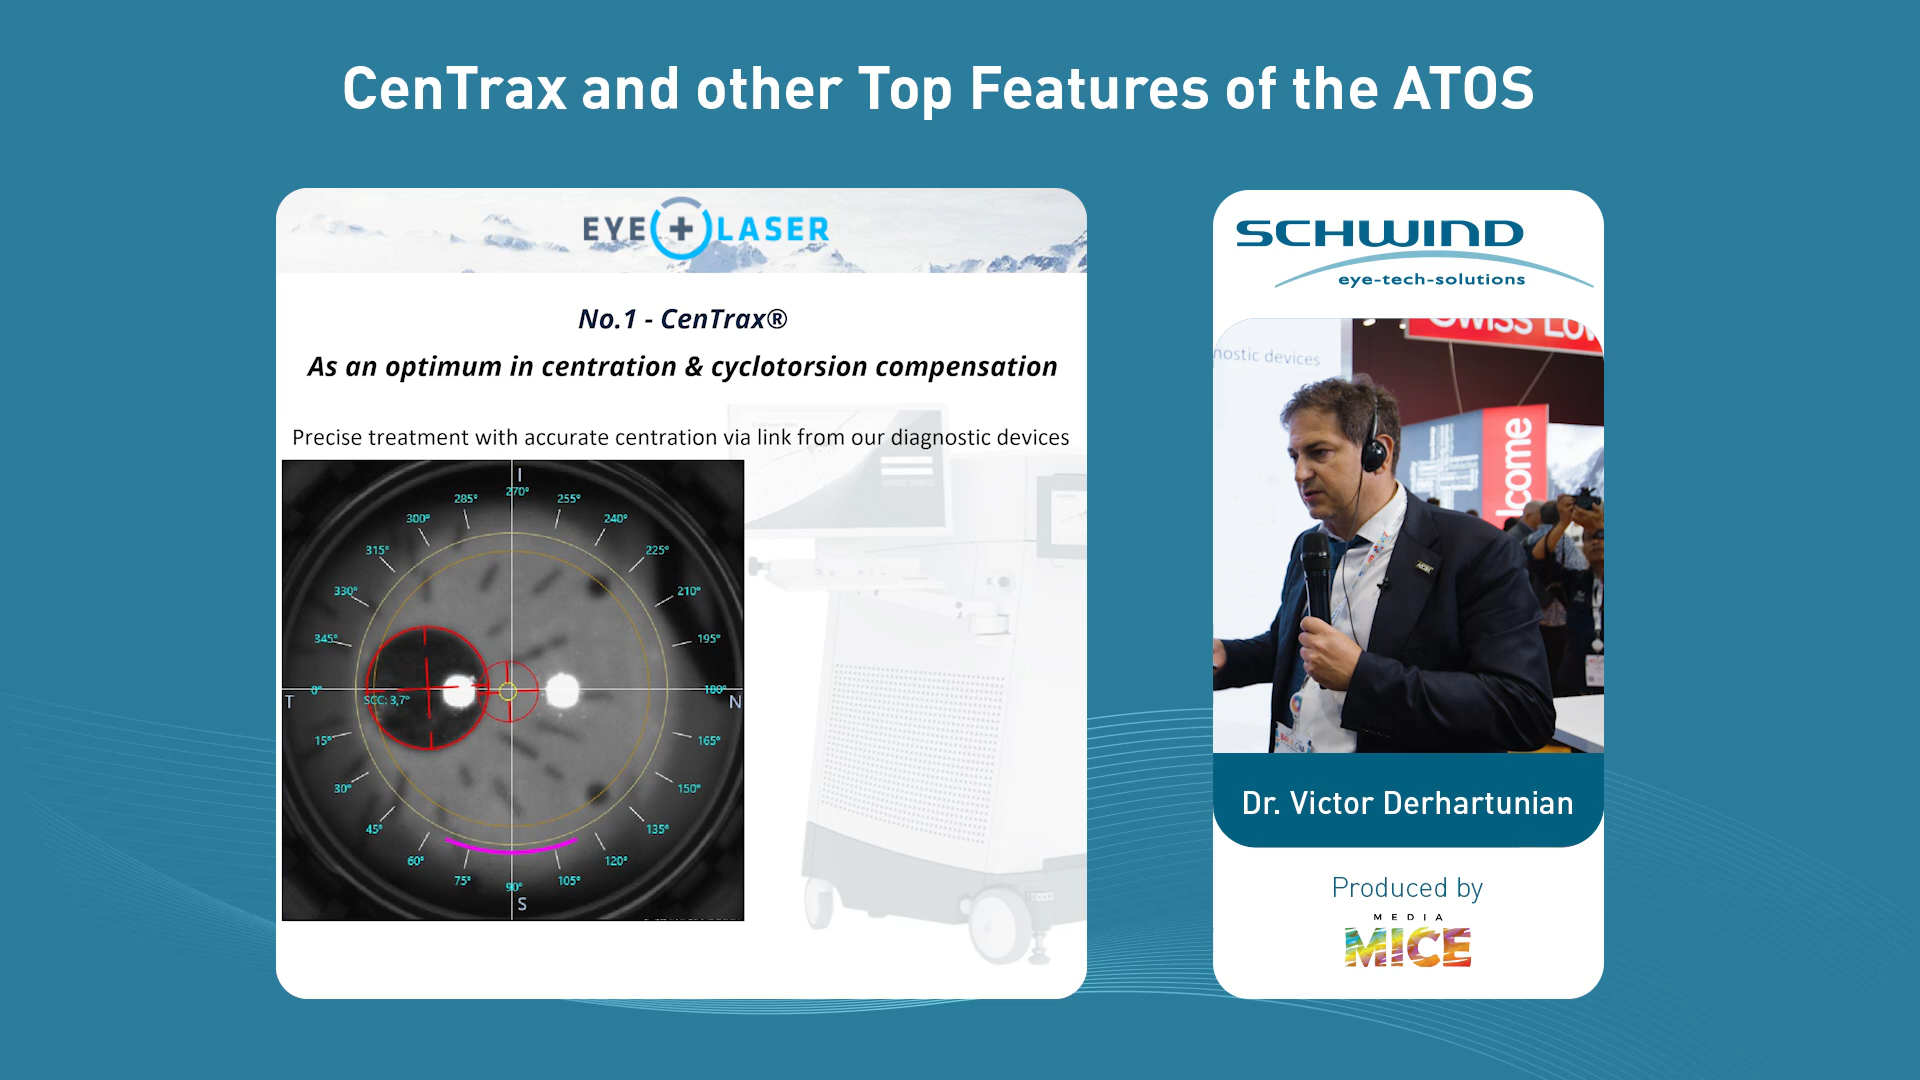 CenTrax and other Top Features of the ATOS
EYE LASER
No.1 - CenTrax®
As an optimum in centration & cyclotorsion compensation
Precise treatment with accurate centration via link from our diagnostic devices
I
270°
285°
255°
300°
240°
315°
225°
330°
210°
345°
195°
0°
180°
SCC: 3,7°
T
N
15°
165°
30°
150°
45°
135°
60°
120°
75°
105°
90°
S
SCHWIND
eye-tech-solutions
nostic devices
lcome
Dr. Victor Derhartunian
Produced by
MEDIA
MICE